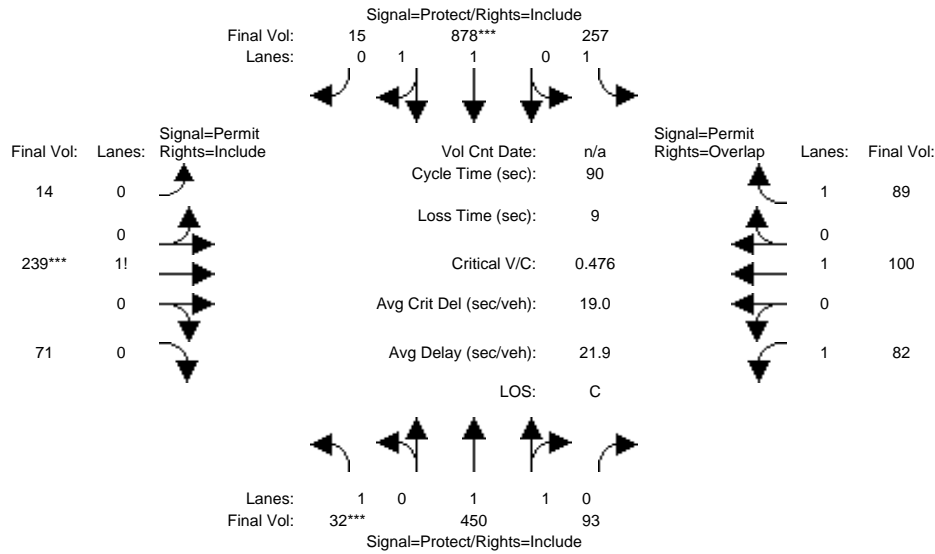 Signal=Protect/Rights=Include
Final Vol: 15 878*** 257
Lanes: 0 1 1 0 1
Signal=Permit
Rights=Include
Final Vol: Lanes:
Vol Cnt Date: n/a
Signal=Permit
Rights=Overlap
Lanes: Final Vol:
Cycle Time (sec): 90
14 0
1 89
Loss Time (sec): 9
0
0
239*** 1!
Critical V/C: 0.476
1 100
0
Avg Crit Del (sec/veh): 19.0
0
71 0
Avg Delay (sec/veh): 21.9
1 82
LOS: C
Lanes: 1 0 1 1 0
Final Vol: 32*** 450 93
Signal=Protect/Rights=Include